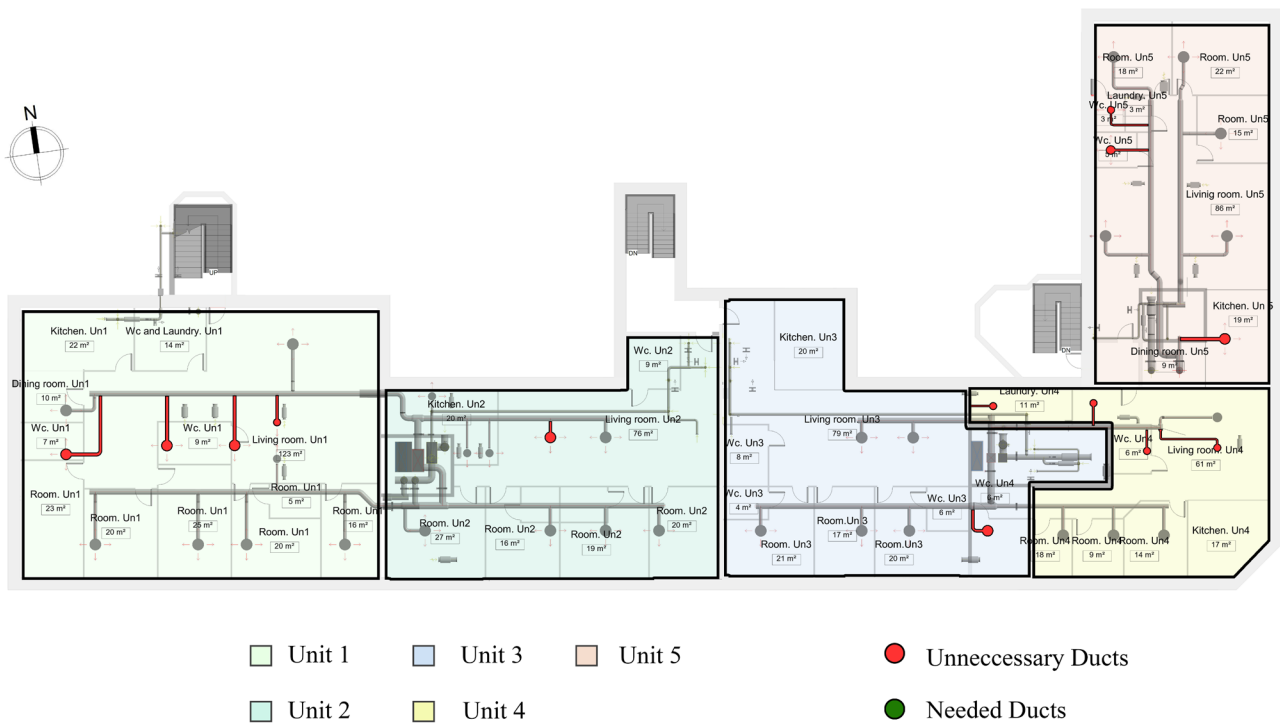 N
Room. Un5
18 m²
Room. Un5
22 m²
Laundry. Un5
3 m²
Wc. Un5
3 m²
Room. Un5
15 m²
Wc. Un5
5 m²
Livinig room. Un5
86 m²
Kitchen. Un 5
19 m²
Dining room. Un5
9 m²
UP
DN
DN
Kitchen. Un1
22 m²
Wc and Laundry. Un1
14 m²
Dining room. Un1
10 m²
Wc. Un1
7 m²
Wc. Un1
9 m²
Living room. Un1
123 m²
Room. Un1
23 m²
Room. Un1
5 m²
Room. Un1
20 m²
Room. Un1
25 m²
Room. Un1
20 m²
Room. Un1
16 m²
Wc. Un2
9 m²
Kitchen. Un2
20 m²
Living room. Un2
76 m²
Room. Un2
27 m²
Room. Un2
16 m²
Room. Un2
19 m²
Room. Un2
20 m²
Kitchen. Un3
20 m²
Living room. Un3
79 m²
Wc. Un3
8 m²
Wc. Un3
4 m²
Wc. Un3
6 m²
Room. Un3
21 m²
Room.Un3
17 m²
Room. Un3
20 m²
Laundry. Un4
11 m²
Wc. Un4
6 m²
Living room. Un4
61 m²
Wc. Un4
6 m²
Room. Un4
18 m²
Room. Un4
9 m²
Room. Un4
14 m²
Kitchen. Un4
17 m²
Unit 1
Unit 3
Unit 5
Unneccessary Ducts
Unit 2
Unit 4
Needed Ducts